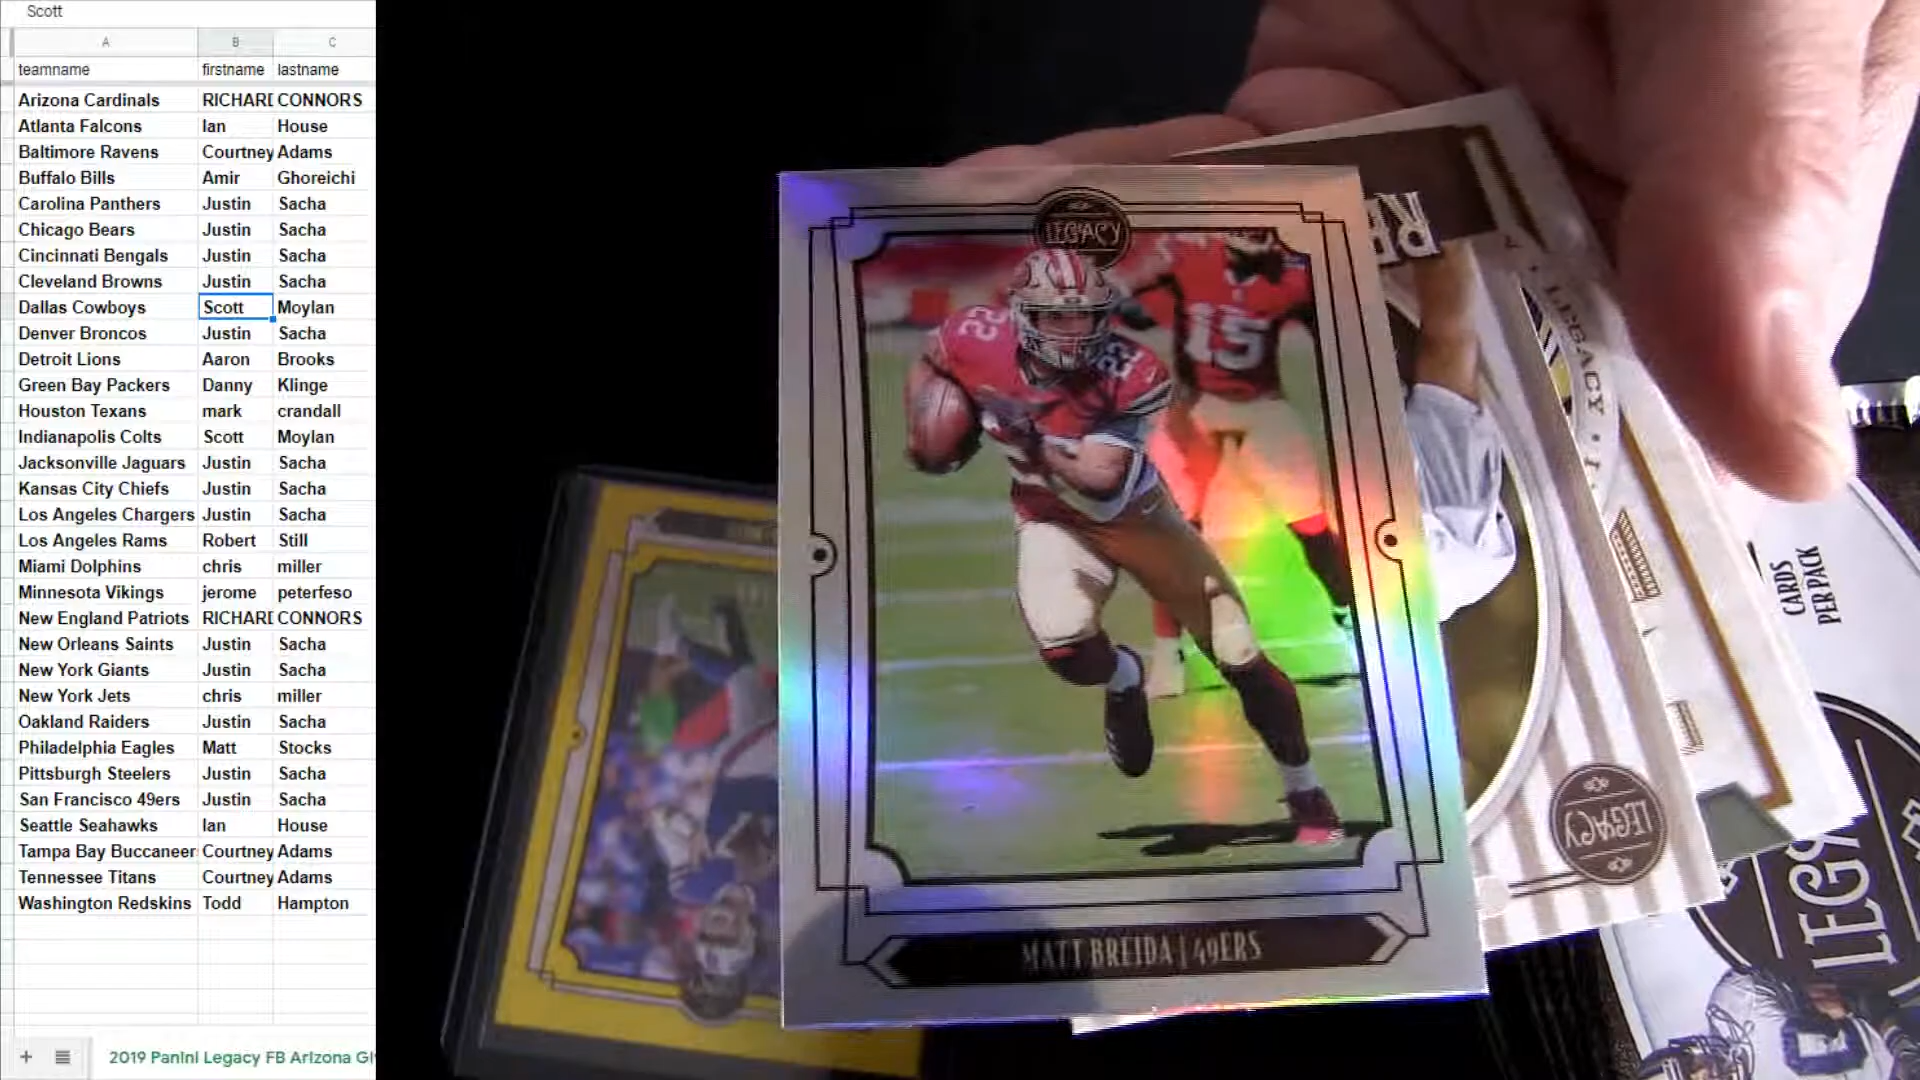 Scott
A B C
teamname firstname lastname
Arizona Cardinals RICHARD CONNORS
Atlanta Falcons Ian House
Baltimore Ravens Courtney Adams
Buffalo Bills Amir Ghoreichi
Carolina Panthers Justin Sacha
Chicago Bears Justin Sacha
Cincinnati Bengals Justin Sacha
Cleveland Browns Justin Sacha
Dallas Cowboys Scott Moylan
Denver Broncos Justin Sacha
Detroit Lions Aaron Brooks
Green Bay Packers Danny Klinge
Houston Texans mark crandall
Indianapolis Colts Scott Moylan
Jacksonville Jaguars Justin Sacha
Kansas City Chiefs Justin Sacha
Los Angeles Chargers Justin Sacha
Los Angeles Rams Robert Still
Miami Dolphins chris miller
Minnesota Vikings jerome peterfeso
New England Patriots RICHARD CONNORS
New Orleans Saints Justin Sacha
New York Giants Justin Sacha
New York Jets chris miller
Oakland Raiders Justin Sacha
Philadelphia Eagles Matt Stocks
Pittsburgh Steelers Justin Sacha
San Francisco 49ers Justin Sacha
Seattle Seahawks Ian House
Tampa Bay Buccaneer Courtney Adams
Tennessee Titans Courtney Adams
Washington Redskins Todd Hampton
2019 Panini Legacy FB Arizona Gi
LEGACY
22
22
15
MATT BREIDA | 49ERS
LEGACY
LEGACY
CARDS
PER PACK